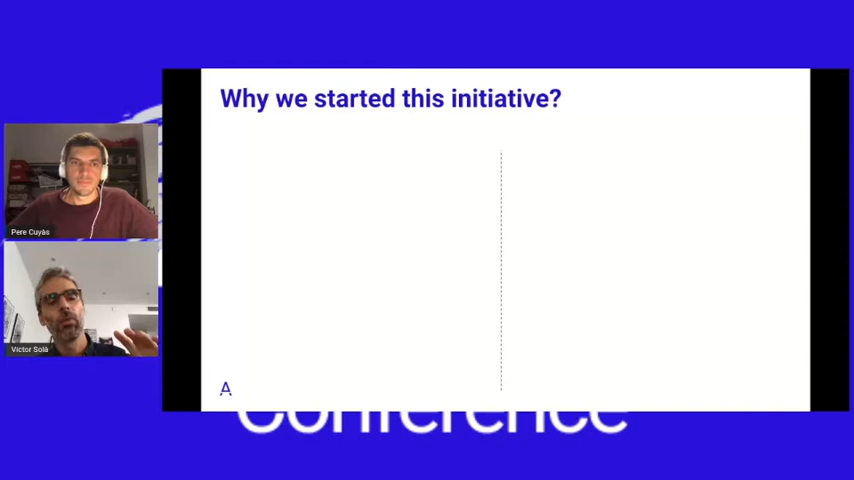 Why we started this initiative?
Pere Cuyàs
Víctor Solà
A
Conference